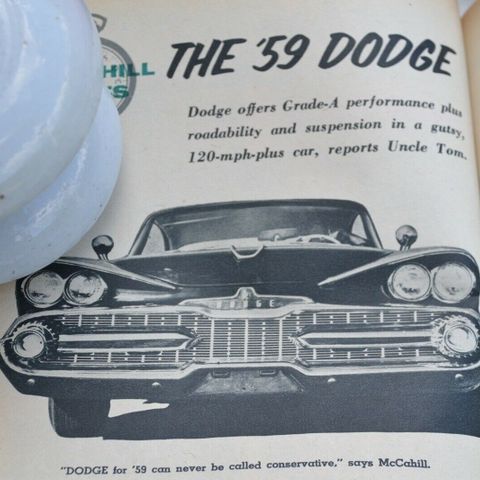 HILL
THE '59 DODGE
Dodge offers Grade-A performance plus
roadability and suspension in a gutsy,
120-mph-plus car, reports Uncle Tom.
DODGE
"DODGE for '59 can never be called conservative," says McCahill.